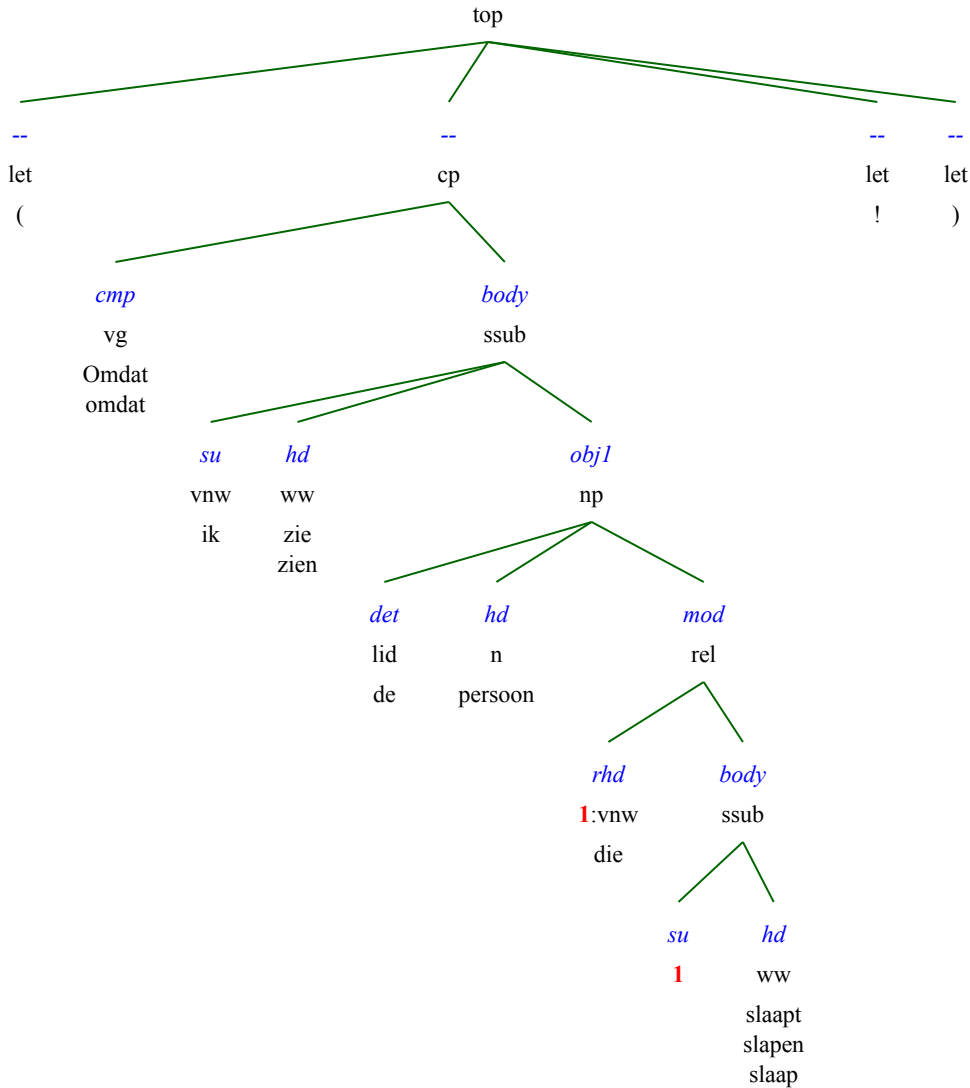 top
-- -- -- --
let cp let let
( ! )
cmp body
vg ssub
Omdat
omdat
su hd obj1
vnw ww np
ik zie
zien
det hd mod
lid n rel
de persoon
rhd body
1:vnw ssub
die
su hd
1 ww
slaapt
slapen
slaap